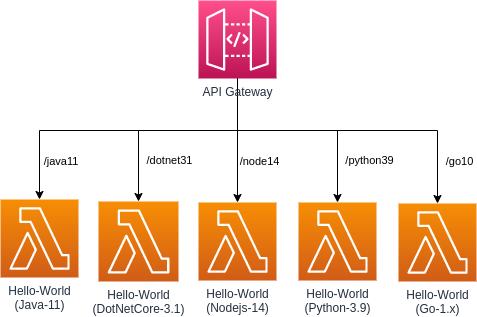 API Gateway
/java11
/dotnet31
/node14
/python39
/go10
Hello-World
(Java-11)
Hello-World
(DotNetCore-3.1)
Hello-World
(Nodejs-14)
Hello-World
(Python-3.9)
Hello-World
(Go-1.x)